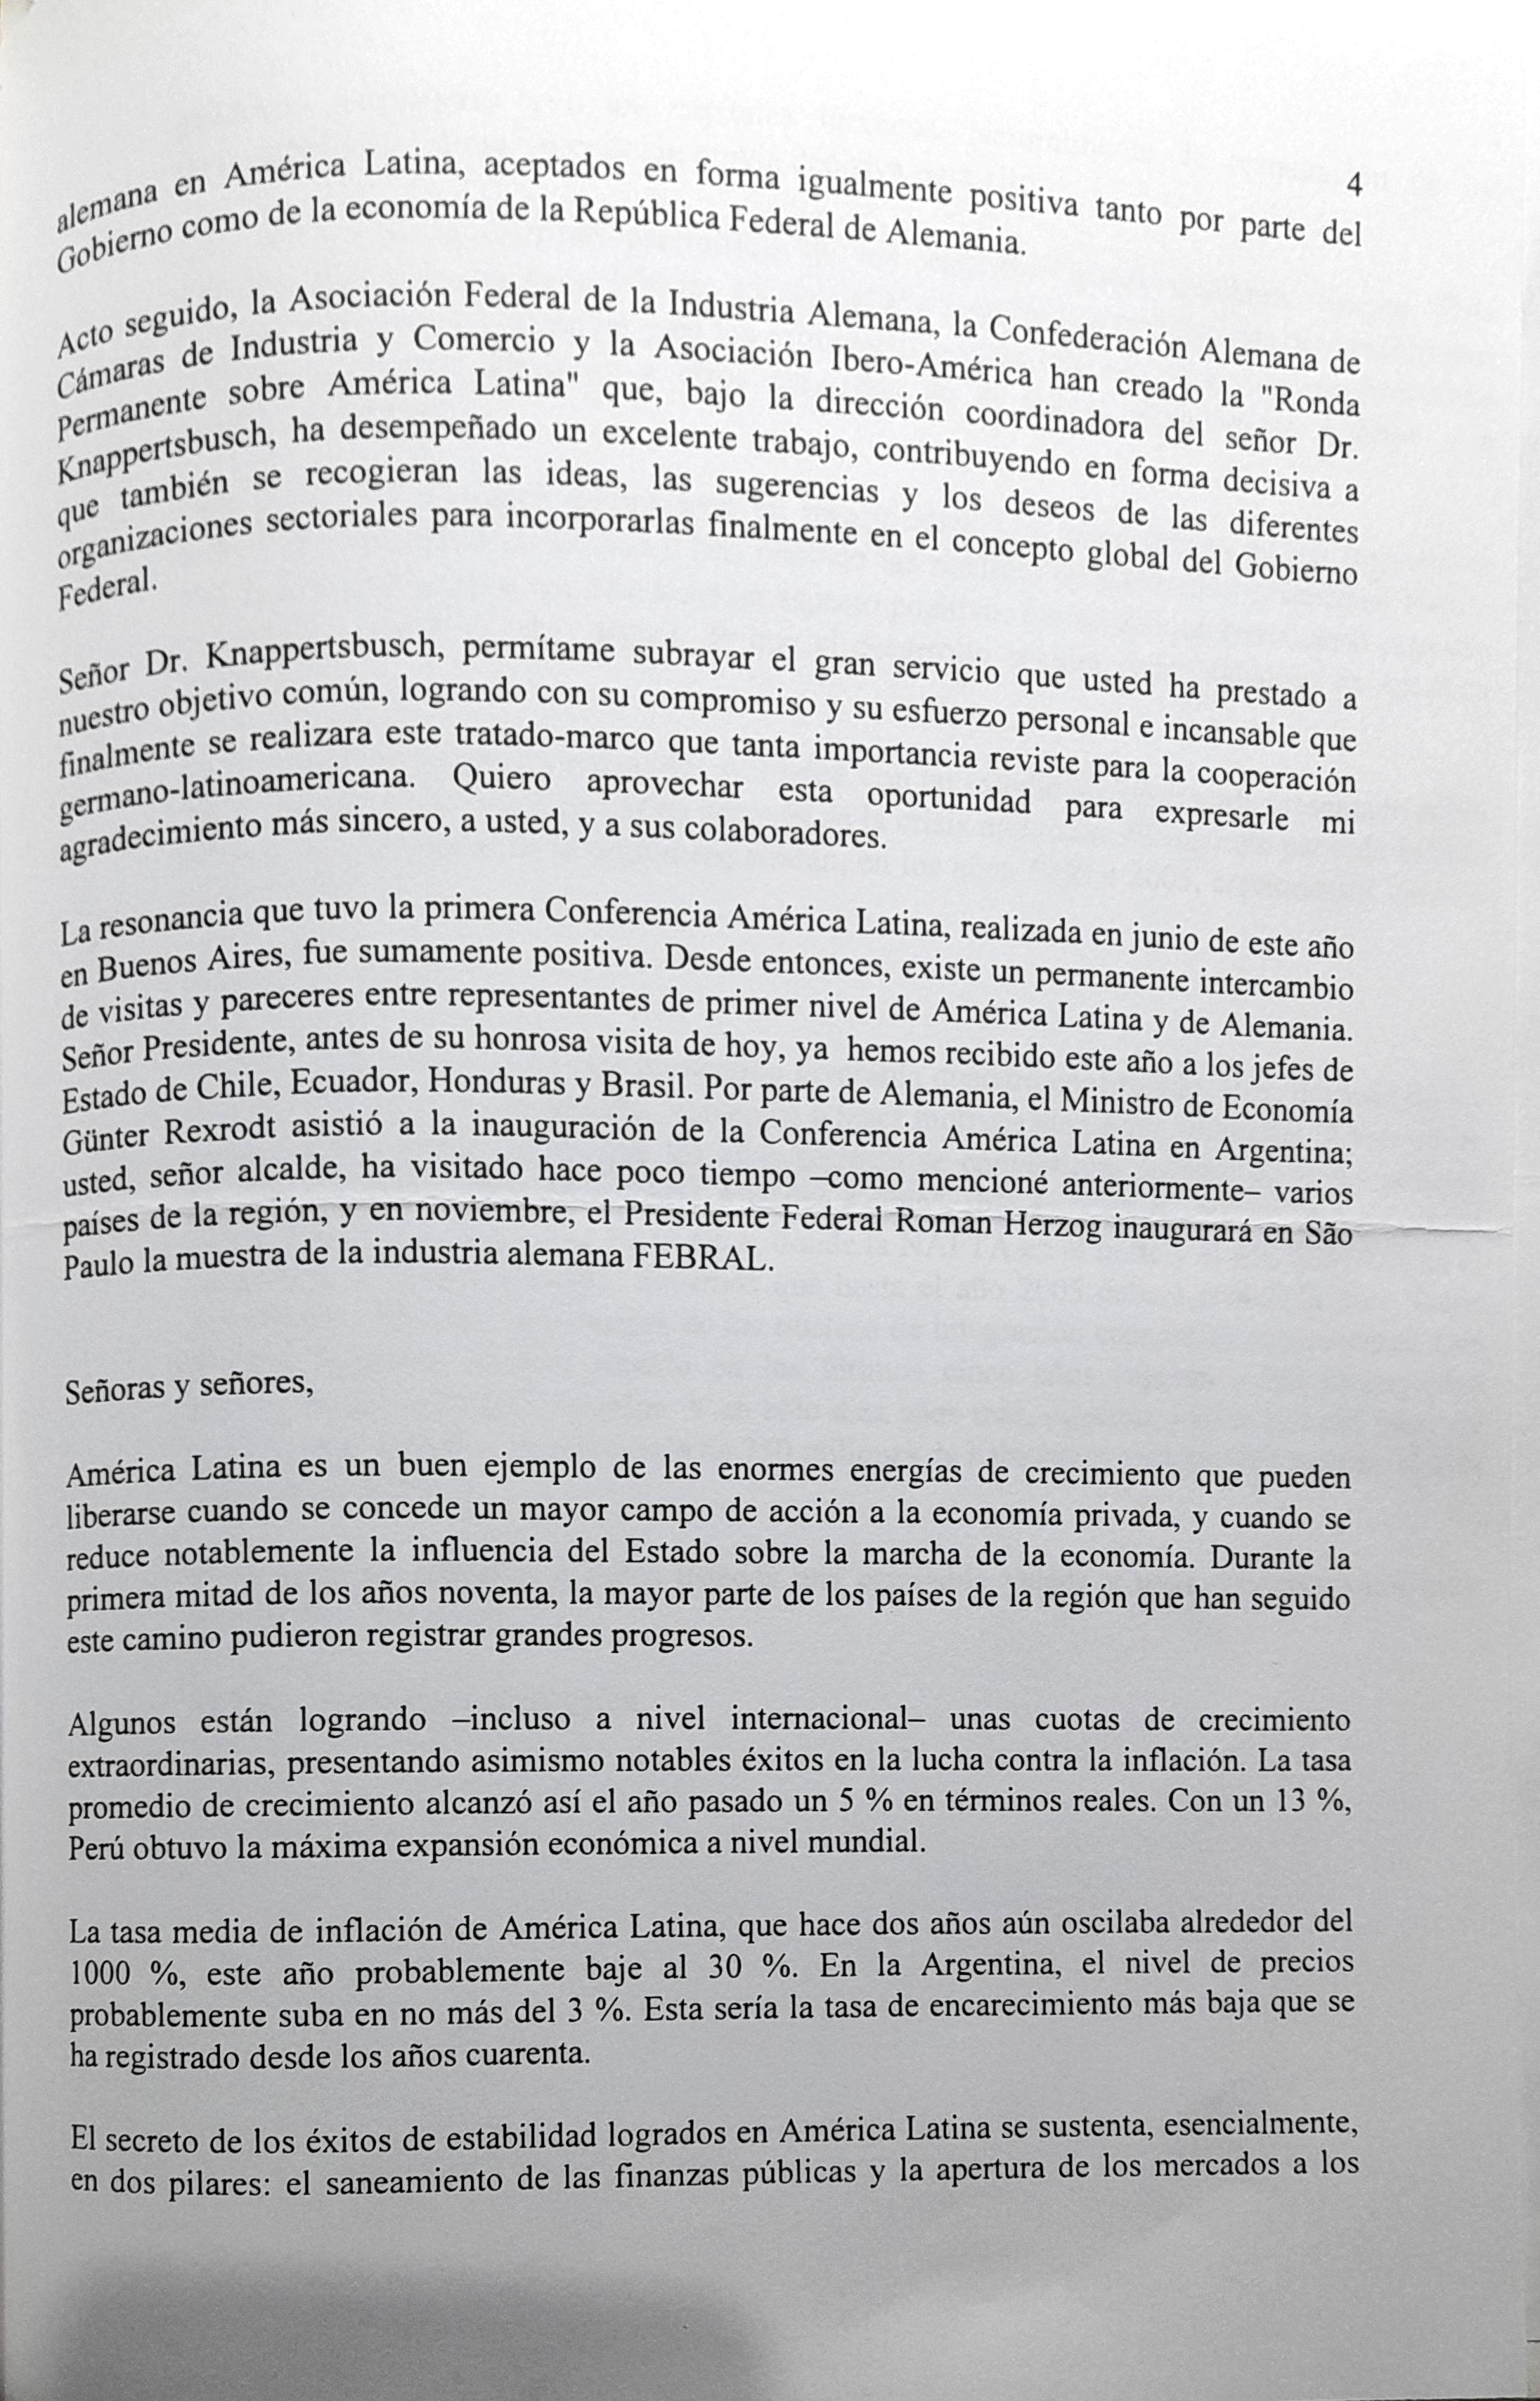 4
alemana en América Latina, aceptados en forma igualmente positiva tanto por parte del
Gobierno como de la economía de la República Federal de Alemania.
Acto seguido, la Asociación Federal de la Industria Alemana, la Confederación Alemana de
Cámaras de Industria y Comercio y la Asociación Ibero-América han creado la "Ronda
Permanente sobre América Latina" que, bajo la dirección coordinadora del señor Dr.
Knappertsbusch, ha desempeñado un excelente trabajo, contribuyendo en forma decisiva a
que también se recogieran las ideas, las sugerencias y los deseos de las diferentes
organizaciones sectoriales para incorporarlas finalmente en el concepto global del Gobierno
Federal.
Señor Dr. Knappertsbusch, permítame subrayar el gran servicio que usted ha prestado a
nuestro objetivo común, logrando con su compromiso y su esfuerzo personal e incansable que
finalmente se realizara este tratado-marco que tanta importancia reviste para la cooperación
germano-latinoamericana. Quiero aprovechar esta oportunidad para expresarle mi
agradecimiento más sincero, a usted, y a sus colaboradores.
La resonancia que tuvo la primera Conferencia América Latina, realizada en junio de este año
en Buenos Aires, fue sumamente positiva. Desde entonces, existe un permanente intercambio
de visitas y pareceres entre representantes de primer nivel de América Latina y de Alemania.
Señor Presidente, antes de su honrosa visita de hoy, ya hemos recibido este año a los jefes de
Estado de Chile, Ecuador, Honduras y Brasil. Por parte de Alemania, el Ministro de Economía
Günter Rexrodt asistió a la inauguración de la Conferencia América Latina en Argentina;
usted, señor alcalde, ha visitado hace poco tiempo –como mencioné anteriormente– varios
países de la región, y en noviembre, el Presidente Federal Roman Herzog inaugurará en São
Paulo la muestra de la industria alemana FEBRAL.
Señoras y señores,
América Latina es un buen ejemplo de las enormes energías de crecimiento que pueden
liberarse cuando se concede un mayor campo de acción a la economía privada, y cuando se
reduce notablemente la influencia del Estado sobre la marcha de la economía. Durante la
primera mitad de los años noventa, la mayor parte de los países de la región que han seguido
este camino pudieron registrar grandes progresos.
Algunos están logrando –incluso a nivel internacional– unas cuotas de crecimiento
extraordinarias, presentando asimismo notables éxitos en la lucha contra la inflación. La tasa
promedio de crecimiento alcanzó así el año pasado un 5 % en términos reales. Con un 13 %,
Perú obtuvo la máxima expansión económica a nivel mundial.
La tasa media de inflación de América Latina, que hace dos años aún oscilaba alrededor del
1000 %, este año probablemente baje al 30 %. En la Argentina, el nivel de precios
probablemente suba en no más del 3 %. Esta sería la tasa de encarecimiento más baja que se
ha registrado desde los años cuarenta.
El secreto de los éxitos de estabilidad logrados en América Latina se sustenta, esencialmente,
en dos pilares: el saneamiento de las finanzas públicas y la apertura de los mercados a los